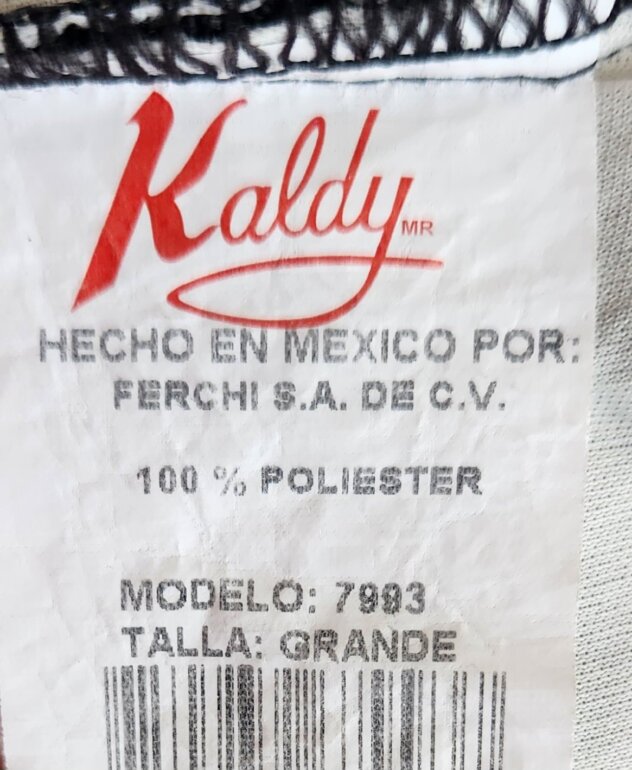 Kaldy MR
HECHO EN MEXICO POR:
FERCHI S.A. DE C.V.
100 % POLIESTER
MODELO: 7993
TALLA: GRANDE